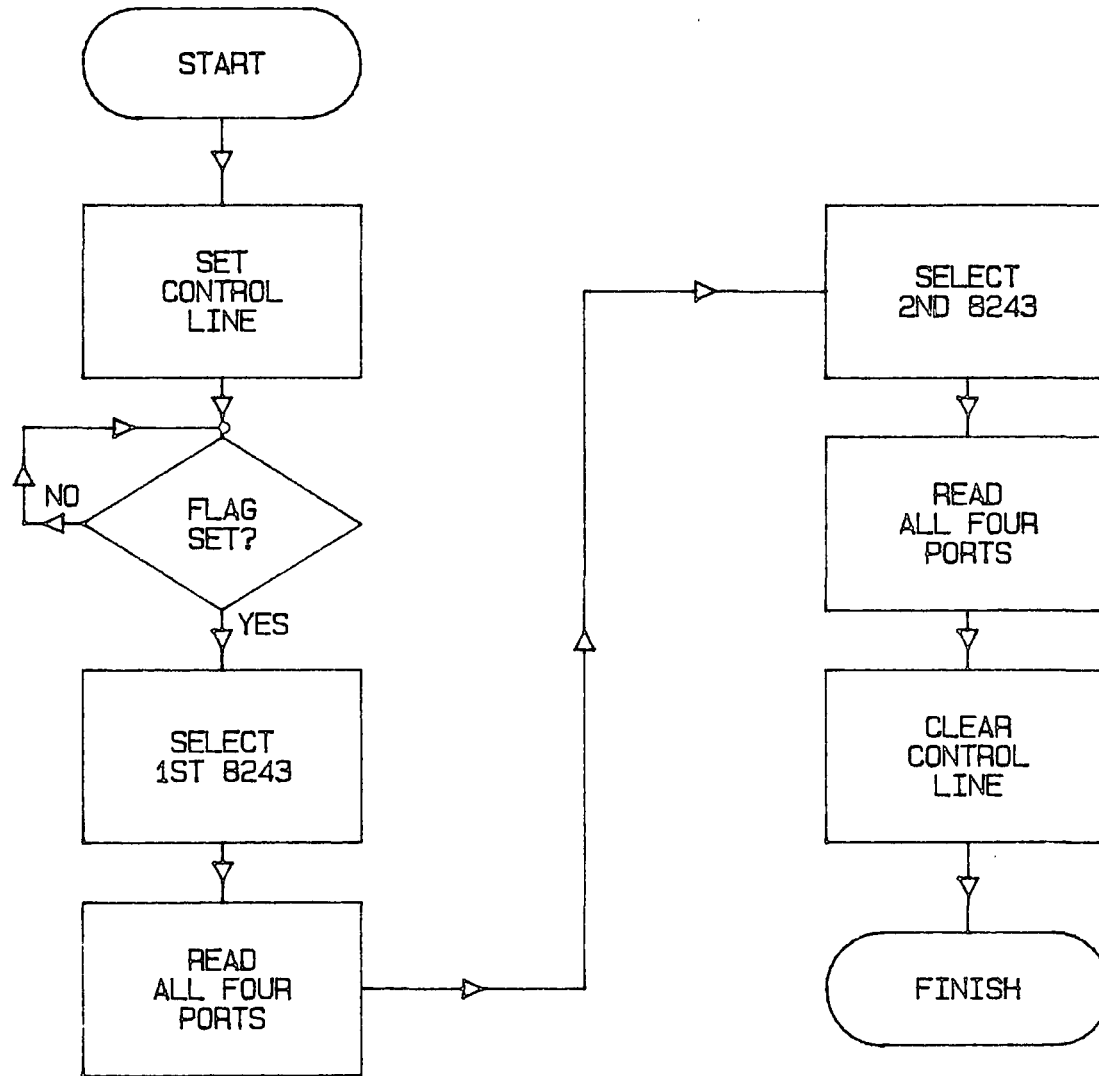 START
SET
CONTROL
LINE
NO
FLAG
SET?
YES
SELECT
1ST 8243
READ
ALL FOUR
PORTS
SELECT
2ND 8243
READ
ALL FOUR
PORTS
CLEAR
CONTROL
LINE
FINISH